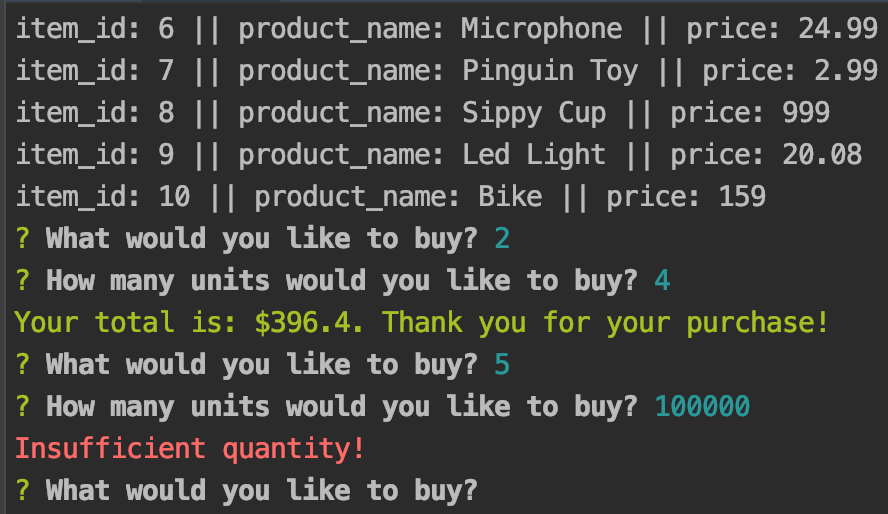 item_id: 6 || product_name: Microphone || price: 24.99
item_id: 7 || product_name: Pinguin Toy || price: 2.99
item_id: 8 || product_name: Sippy Cup || price: 999
item_id: 9 || product_name: Led Light || price: 20.08
item_id: 10 || product_name: Bike || price: 159
? What would you like to buy? 2
? How many units would you like to buy? 4
Your total is: $396.4. Thank you for your purchase!
? What would you like to buy? 5
? How many units would you like to buy? 100000
Insufficient quantity!
? What would you like to buy?